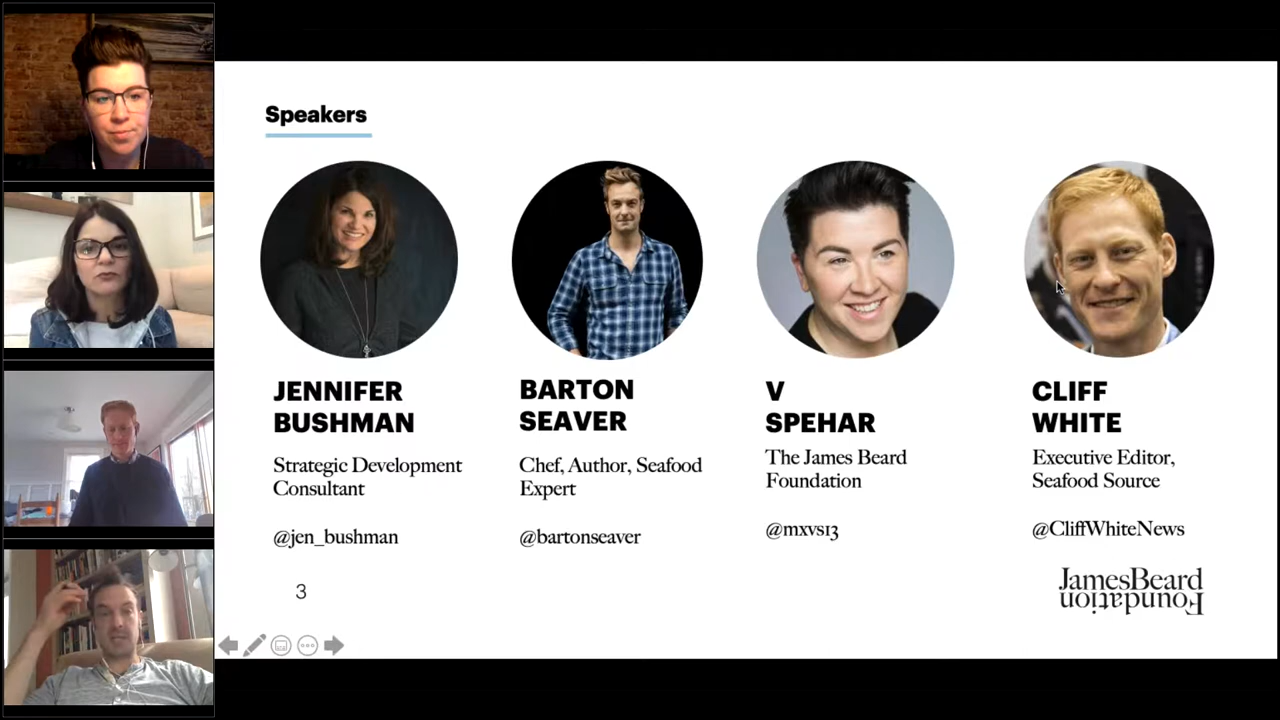 Speakers
JENNIFER
BUSHMAN
Strategic Development
Consultant
@jen_bushman
BARTON
SEAVER
Chef, Author, Seafood
Expert
@bartonseaver
V
SPEHAR
The James Beard
Foundation
@mxvs13
CLIFF
WHITE
Executive Editor,
Seafood Source
@CliffWhiteNews
3
JamesBeard
Foundation